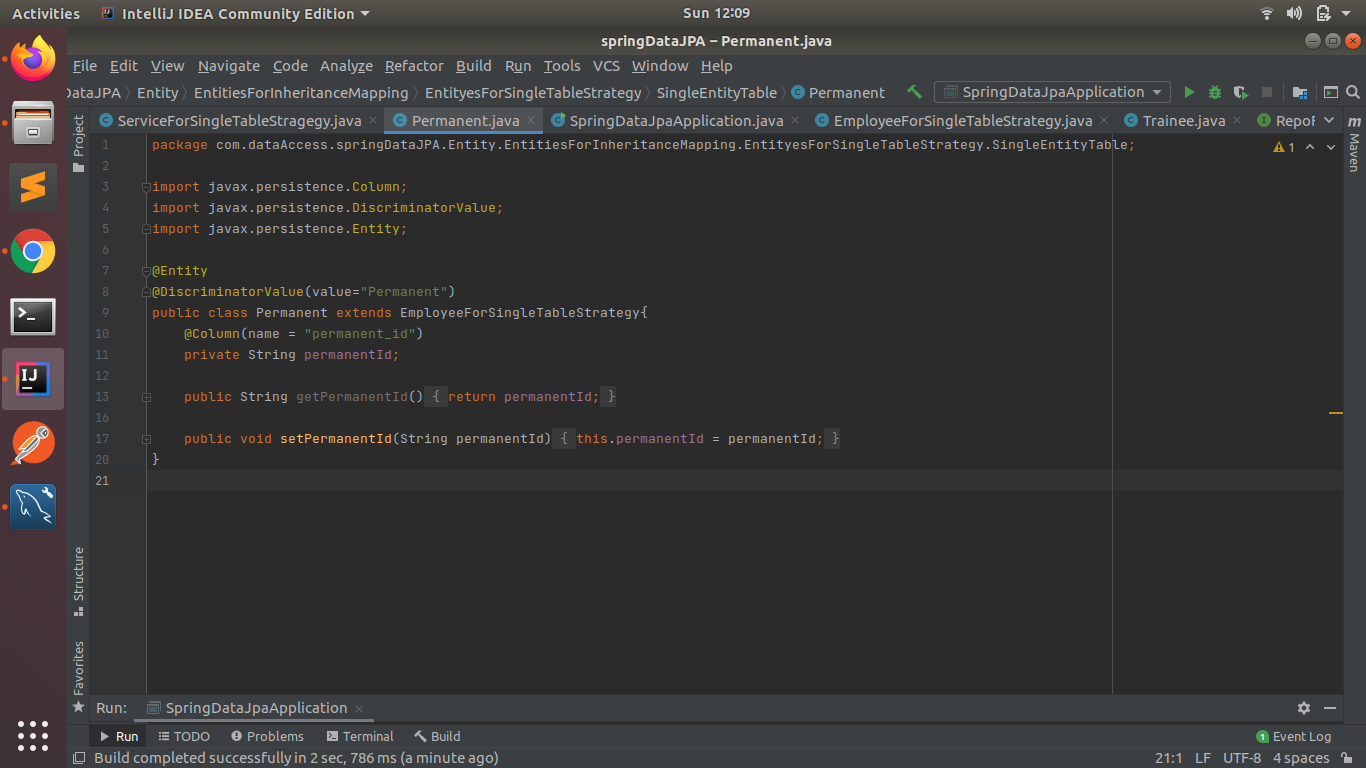 Activities IntelliJ IDEA Community Edition Sun 12:09
springDataJPA – Permanent.java
File Edit View Navigate Code Analyze Refactor Build Run Tools VCS Window Help
DataJPA Entity EntitiesForInheritanceMapping EntityesForSingleTableStrategy SingleEntityTable Permanent SpringDataJpaApplication
ServiceForSingleTableStragegy.java Permanent.java SpringDataJpaApplication.java EmployeeForSingleTableStrategy.java Trainee.java RepoF
Project
Structure
Favorites
Maven
1 package com.dataAccess.springDataJPA.Entity.EntitiesForInheritanceMapping.EntityesForSingleTableStrategy.SingleEntityTable; 1
2
3 import javax.persistence.Column;
4 import javax.persistence.DiscriminatorValue;
5 import javax.persistence.Entity;
6
7 @Entity
8 @DiscriminatorValue(value="Permanent")
9 public class Permanent extends EmployeeForSingleTableStrategy{
10 @Column(name = "permanent_id")
11 private String permanentId;
12
13 public String getPermanentId() { return permanentId; }
16
17 public void setPermanentId(String permanentId) { this.permanentId = permanentId; }
20 }
21
Run: SpringDataJpaApplication
Run TODO Problems Terminal Build 1 Event Log
Build completed successfully in 2 sec, 786 ms (a minute ago) 21:1 LF UTF-8 4 spaces